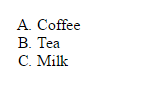 A. Coffee
B. Tea
C. Milk